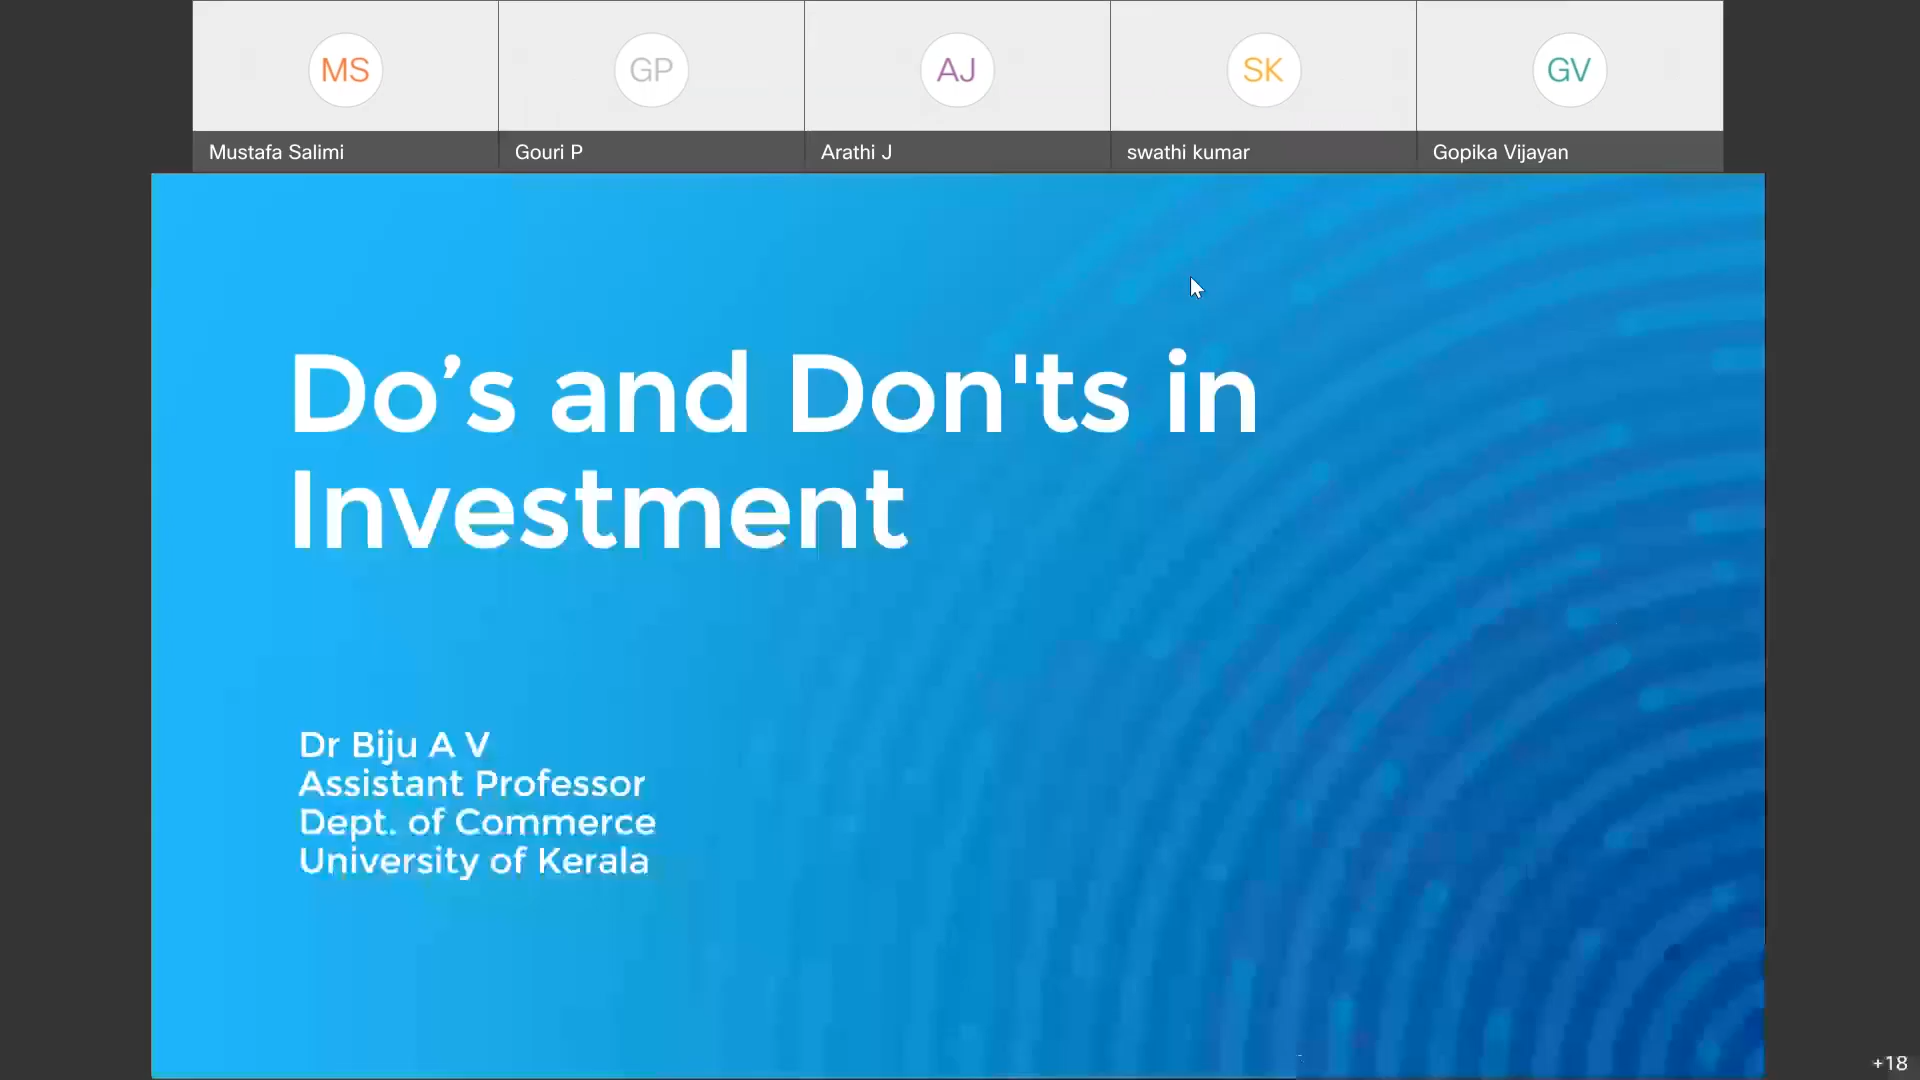 MS
GP
AJ
SK
GV
Mustafa Salimi
Gouri P
Arathi J
swathi kumar
Gopika Vijayan
Do’s and Don'ts in
Investment
Dr Biju A V
Assistant Professor
Dept. of Commerce
University of Kerala
+18